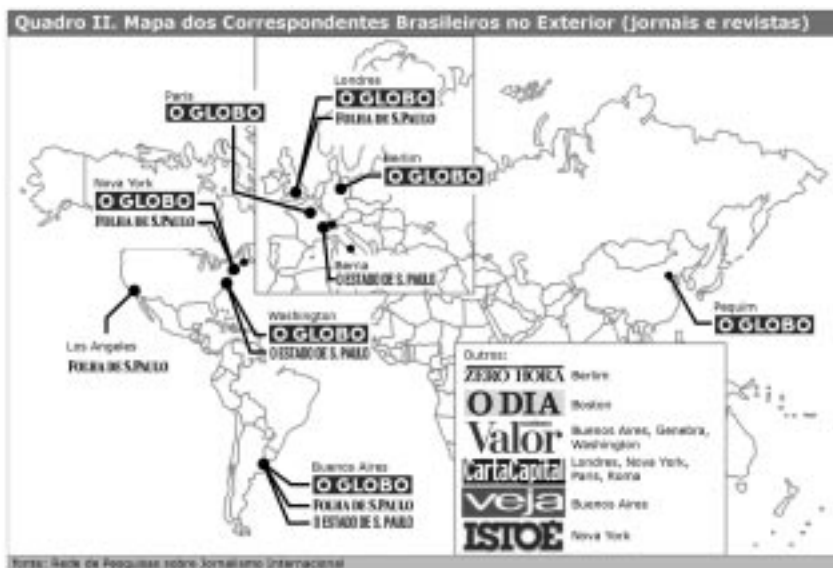 Quadro II. Mapa dos Correspondentes Brasileiros no Exterior (jornais e revistas)
Londres
O GLOBO
FOLHA DE S.PAULO
Paris
O GLOBO
Berlim
O GLOBO
Nova York
O GLOBO
FOLHA DE S.PAULO
Berna
O ESTADO DE S. PAULO
Washington
O GLOBO
O ESTADO DE S. PAULO
Pequim
O GLOBO
Los Angeles
FOLHA DE S.PAULO
Buenos Aires
O GLOBO
FOLHA DE S.PAULO
O ESTADO DE S. PAULO
Outros:
ZERO HORA Berlim
O DIA Boston
Valor Buenos Aires, Genebra,
Washington
CartaCapital Londres, Nova York,
Paris, Roma
veja Buenos Aires
ISTOÉ Nova York
Fonte: Rede de Pesquisas sobre Jornalismo Internacional